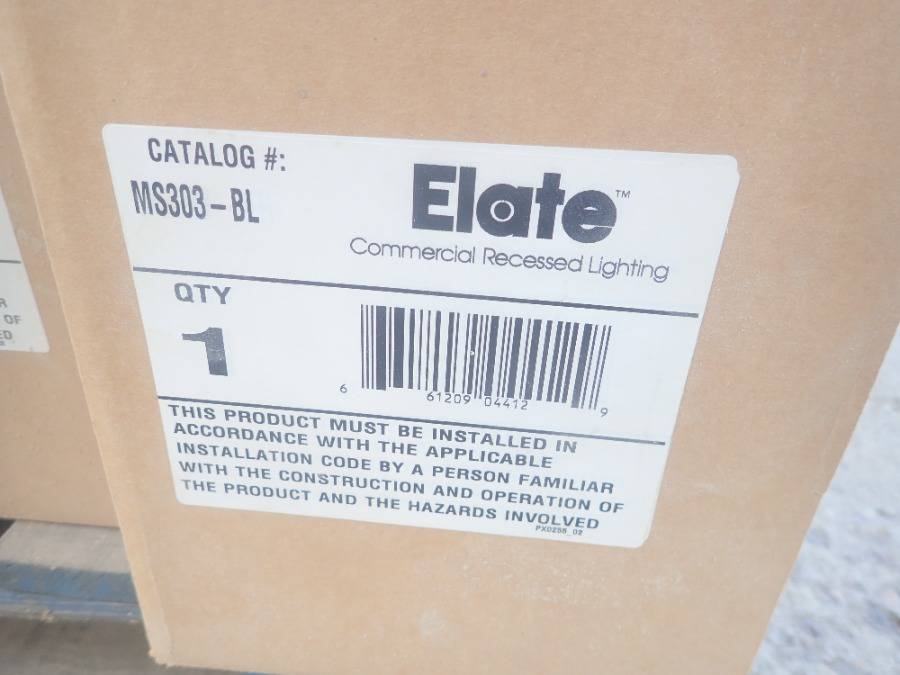 CATALOG #:
MS303-BL
Elate™
Commercial Recessed Lighting
QTY
1
6 61209 04412 9
THIS PRODUCT MUST BE INSTALLED IN
ACCORDANCE WITH THE APPLICABLE
INSTALLATION CODE BY A PERSON FAMILIAR
WITH THE CONSTRUCTION AND OPERATION OF
THE PRODUCT AND THE HAZARDS INVOLVED
OF